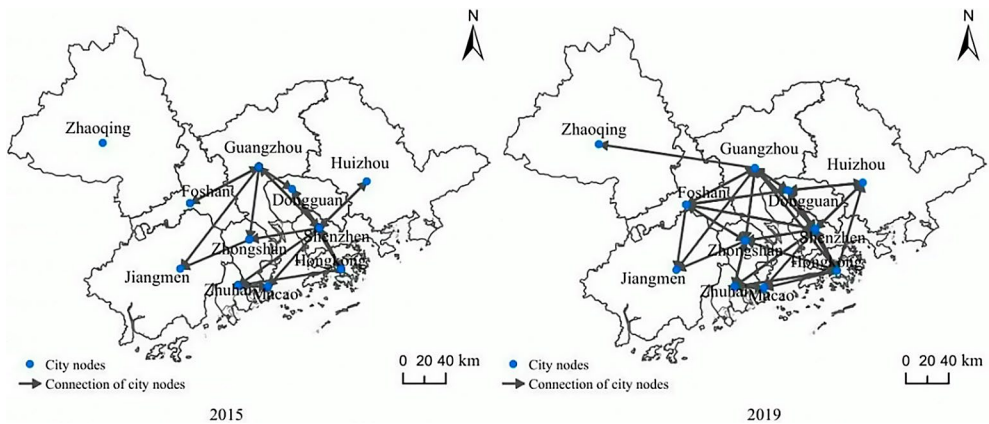 N
Zhaoqing
Guangzhou
Huizhou
Foshan
Dongguan
Shenzhen
Zhongshan
Hongkong
Jiangmen
Zhuhai
Macao
City nodes
Connection of city nodes
0 20 40 km
2015
N
Zhaoqing
Guangzhou
Huizhou
Foshan
Dongguan
Shenzhen
Zhongshan
Hongkong
Jiangmen
Zhuhai
Macao
City nodes
Connection of city nodes
0 20 40 km
2019